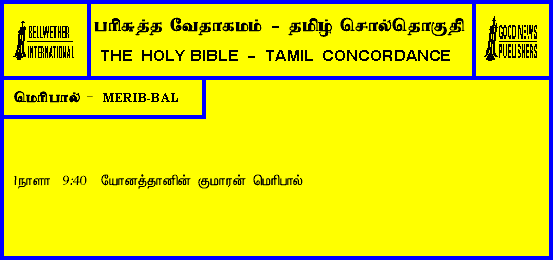 BELLWETHER
INTERNATIONAL
பரிசுத்த வேதாகமம் - தமிழ் சொல்தொகுதி
THE HOLY BIBLE - TAMIL CONCORDANCE
GOOD NEWS
PUBLISHERS
மெரிபால் - MERIB-BAL
1நாளா 9:40 யோனத்தானின் குமாரன் மெரிபால்